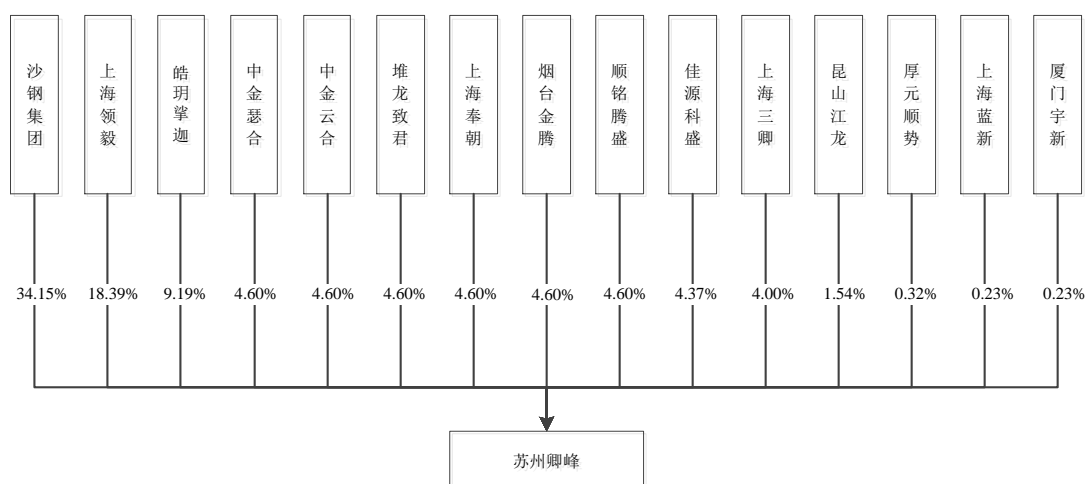 沙钢集团
上海领毅
皓玥挲迦
中金瑟合
中金云合
堆龙致君
上海奉朝
烟台金腾
顺铭腾盛
佳源科盛
上海三卿
昆山江龙
厚元顺势
上海蓝新
厦门宇新
34.15%
18.39%
9.19%
4.60%
4.60%
4.60%
4.60%
4.60%
4.60%
4.37%
4.00%
1.54%
0.32%
0.23%
0.23%
苏州卿峰